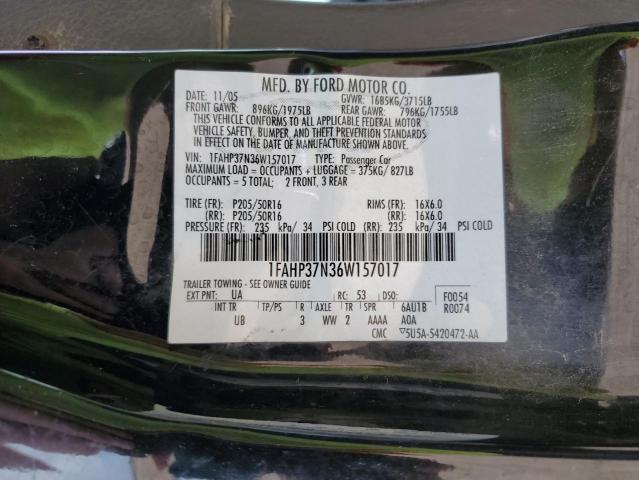 MFD. BY FORD MOTOR CO.
DATE: 11/05 GVWR: 1685KG/3715LB
FRONT GAWR: 896KG/1975LB REAR GAWR: 796KG/1755LB
THIS VEHICLE CONFORMS TO ALL APPLICABLE FEDERAL MOTOR
VEHICLE SAFETY, BUMPER, AND THEFT PREVENTION STANDARDS IN
EFFECT ON THE DATE OF MANUFACTURE SHOWN ABOVE.
VIN: 1FAHP37N36W157017 TYPE: Passenger Car
MAXIMUM LOAD = OCCUPANTS + LUGGAGE = 375KG/ 827LB
OCCUPANTS = 5 TOTAL; 2 FRONT, 3 REAR
TIRE (FR): P205/50R16 RIMS (FR): 16X6.0
(RR): P205/50R16 (RR): 16X6.0
PRESSURE (FR): 235 kPa/ 34 PSI COLD (RR): 235 kPa/ 34 PSI COLD
1FAHP37N36W157017
TRAILER TOWING - SEE OWNER GUIDE
EXT PNT: UA RC: 53 DSO: F0054
INT TR TP/PS R AXLE TR SPR 6AU1B R0074
UB 3 WW 2 AAAA A0A
CMC ▽5U5A-5420472-AA